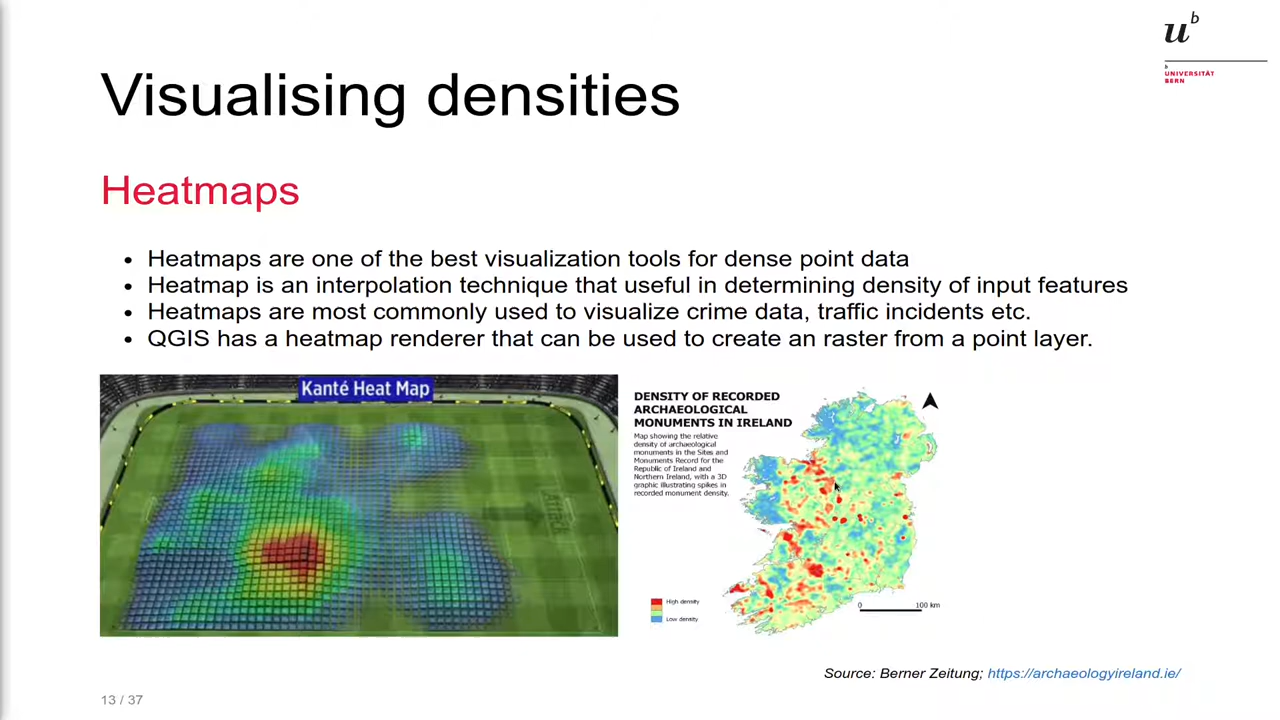 u
b
b
UNIVERSITÄT
BERN
Visualising densities
Heatmaps
• Heatmaps are one of the best visualization tools for dense point data
• Heatmap is an interpolation technique that useful in determining density of input features
• Heatmaps are most commonly used to visualize crime data, traffic incidents etc.
• QGIS has a heatmap renderer that can be used to create an raster from a point layer.
Kanté Heat Map
DENSITY OF RECORDED
ARCHAEOLOGICAL
MONUMENTS IN IRELAND
Map showing the relative
density of archaeological
monuments in the Sites and
Monuments Record for the
Republic of Ireland and
Northern Ireland, with a 3D
graphic illustrating spikes in
recorded monument density.
High density
Low density
0 100 km
Source: Berner Zeitung; https://archaeologyireland.ie/
13 / 37